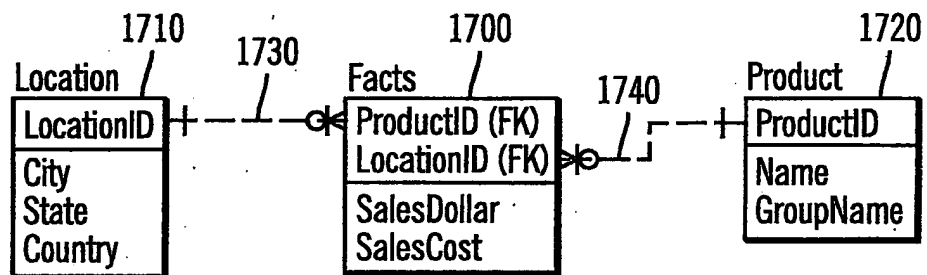 1710
1730
1700
1740
1720
Location
LocationID
City
State
Country
Facts
ProductID (FK)
LocationID (FK)
SalesDollar
SalesCost
Product
ProductID
Name
GroupName